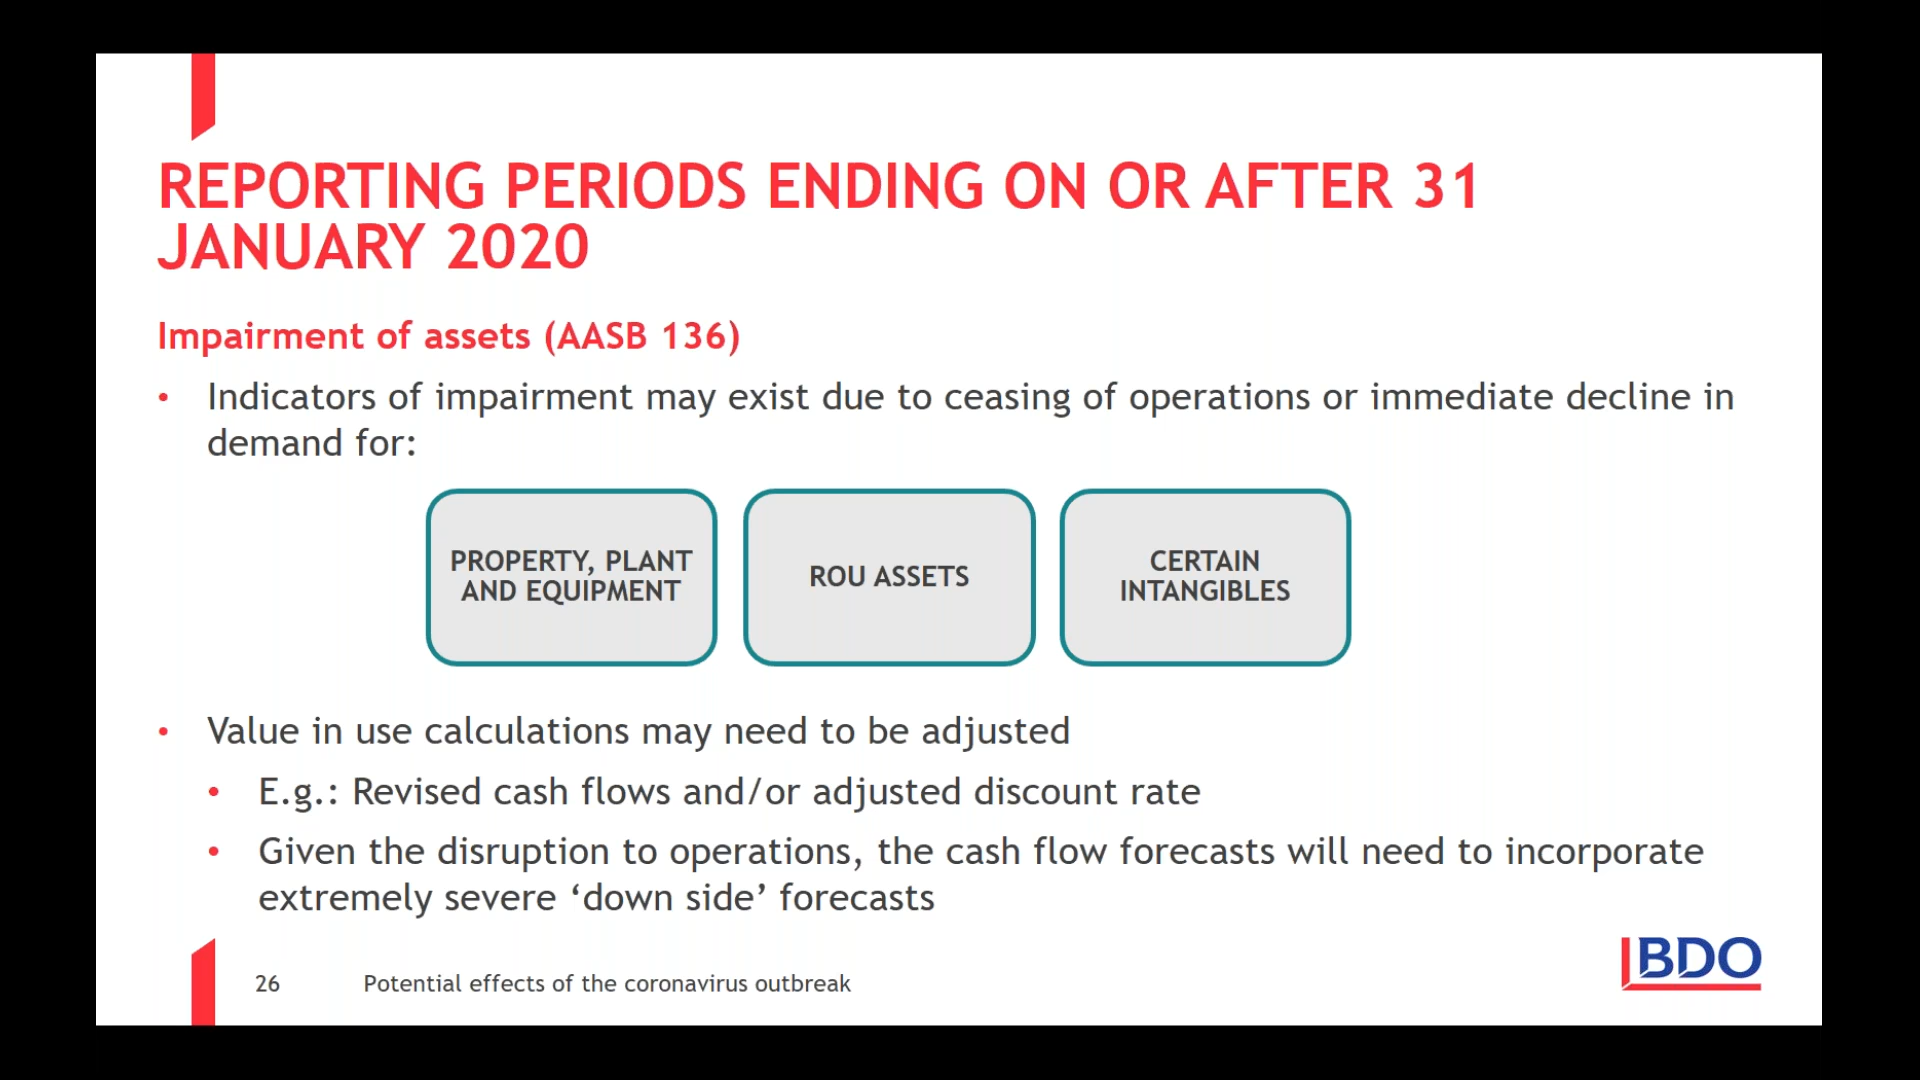 REPORTING PERIODS ENDING ON OR AFTER 31
JANUARY 2020
Impairment of assets (AASB 136)
• Indicators of impairment may exist due to ceasing of operations or immediate decline in
demand for:
PROPERTY, PLANT
AND EQUIPMENT
ROU ASSETS
CERTAIN
INTANGIBLES
• Value in use calculations may need to be adjusted
• E.g.: Revised cash flows and/or adjusted discount rate
• Given the disruption to operations, the cash flow forecasts will need to incorporate
extremely severe ‘down side’ forecasts
26 Potential effects of the coronavirus outbreak
BDO